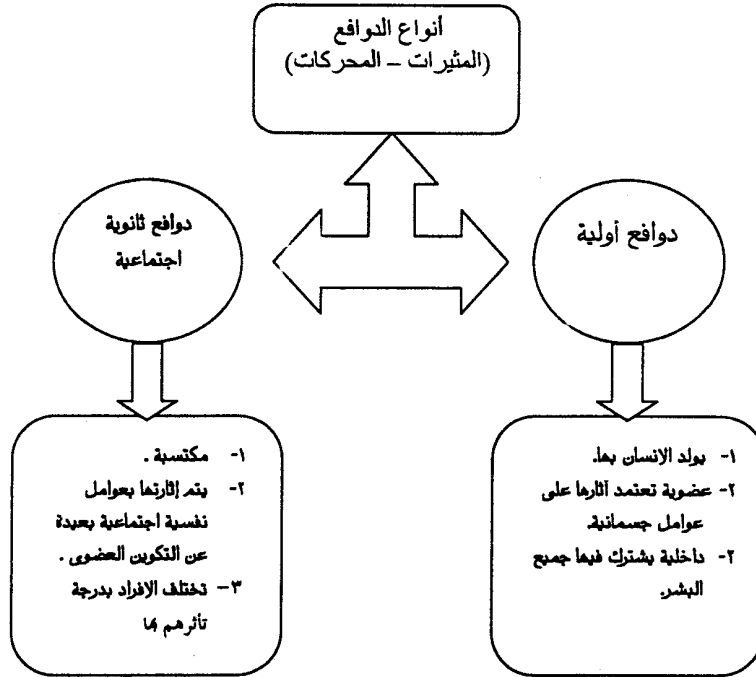 أنواع الدوافع
(المثيرات – المحركات)
دوافع أولية
دوافع ثانوية
اجتماعية
١- يولد الانسان بها.
٢- عضوية تعتمد آثارها على
عوامل جسمانية.
٢- داخلية يشترك فيها جميع
البشر.
١- مكتسبة .
٢- يتم إثارتها بعوامل
نفسية اجتماعية بعيدة
عن التكوين العضوى .
٣– تختلف الافراد بدرجة
تأثرهم بها